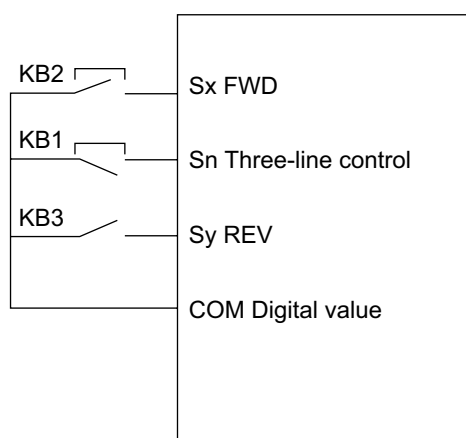 KB2
Sx FWD
KB1
Sn Three-line control
KB3
Sy REV
COM Digital value